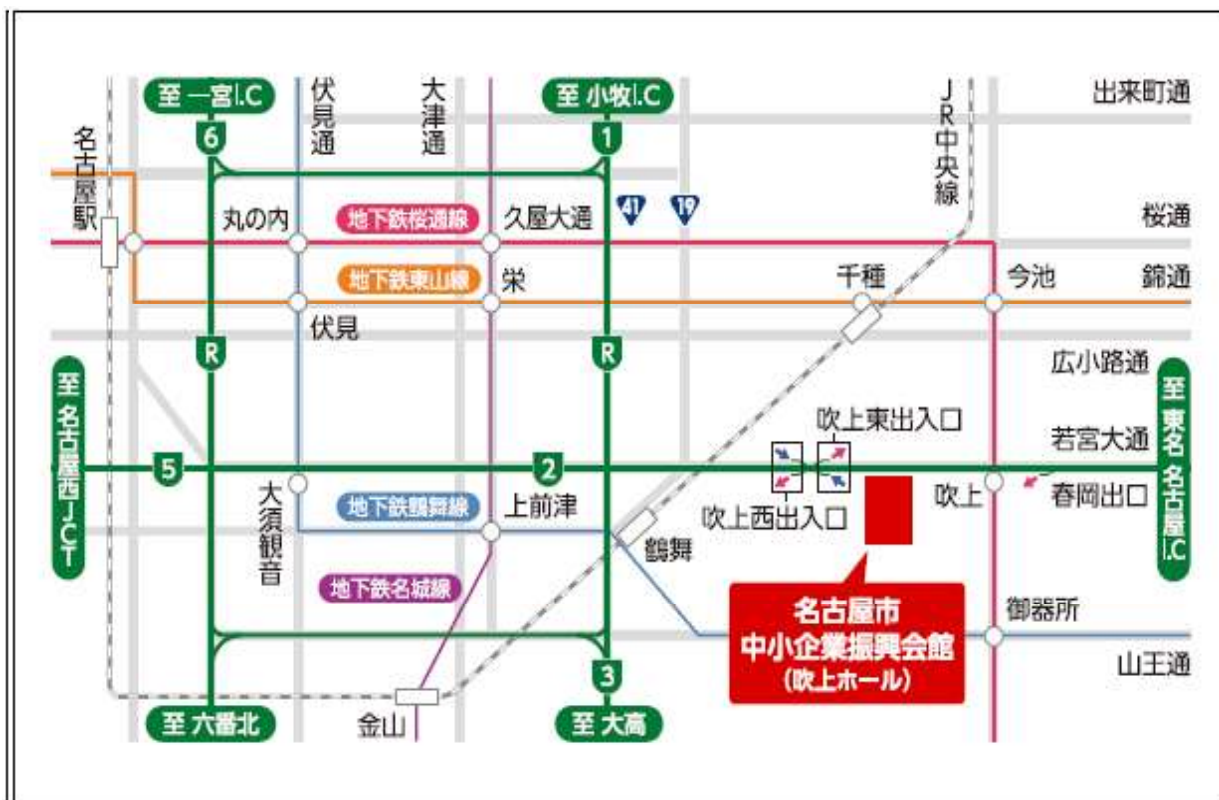 至 一宮I.C
伏見通
大津通
至 小牧I.C
JR中央線
出来町通
6
1
名古屋駅
丸の内
地下鉄桜通線
久屋大通
41
19
桜通
地下鉄東山線
栄
千種
今池
錦通
伏見
R
R
広小路通
至 名古屋西JCT
至 東名 名古屋I.C
吹上東出入口
若宮大通
5
2
大須観音
地下鉄鶴舞線
上前津
吹上西出入口
吹上
春岡出口
鶴舞
地下鉄名城線
名古屋市
中小企業振興会館
(吹上ホール)
御器所
山王通
3
至 六番北
金山
至 大高